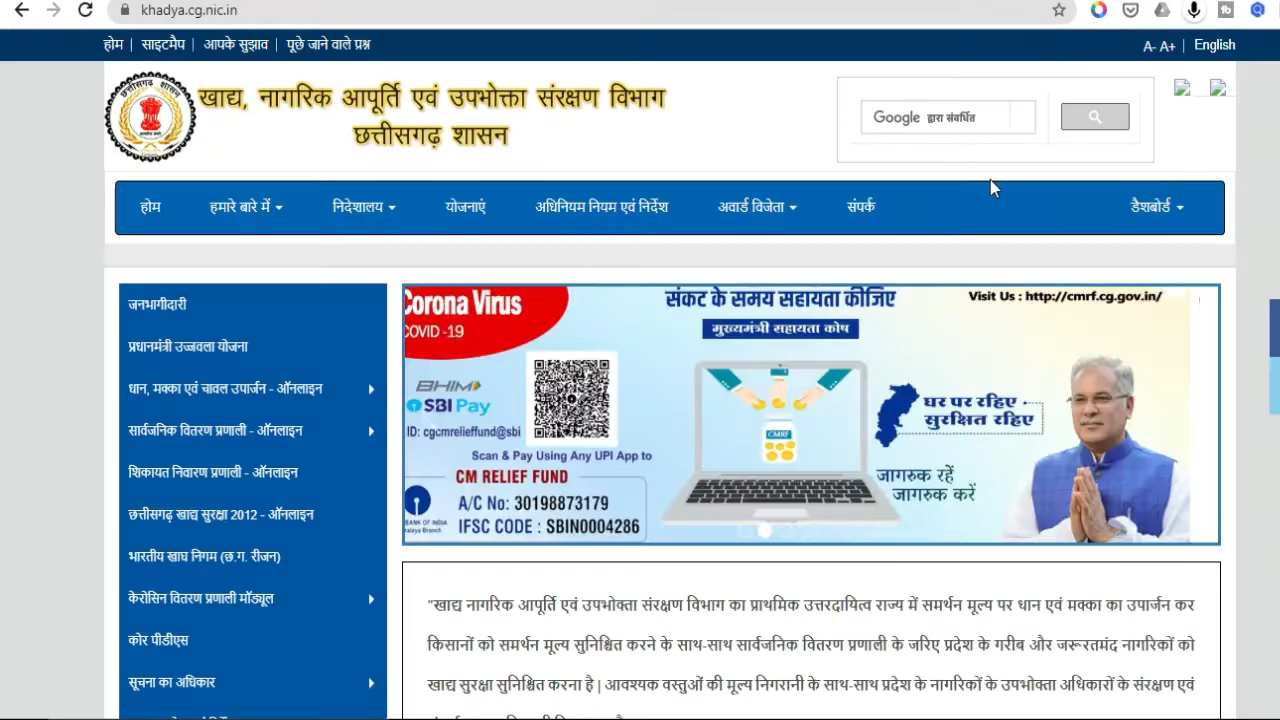 khadya.cg.nic.in
होम | साइटमैप | आपके सुझाव | पूछे जाने वाले प्रश्न
A- A+ | English
खाद्य, नागरिक आपूर्ति एवं उपभोक्ता संरक्षण विभाग
छत्तीसगढ़ शासन
Google द्वारा संवर्धित
होम हमारे बारे में निदेशालय योजनाएं अधिनियम नियम एवं निर्देश अवार्ड विजेता संपर्क डैशबोर्ड
जनभागीदारी
प्रधानमंत्री उज्जवला योजना
धान, मक्का एवं चावल उपार्जन - ऑनलाइन
सार्वजनिक वितरण प्रणाली - ऑनलाइन
शिकायत निवारण प्रणाली - ऑनलाइन
छत्तीसगढ़ खाद्य सुरक्षा 2012 - ऑनलाइन
भारतीय खाघ निगम (छ.ग. रीजन)
केरोसिन वितरण प्रणाली मॉड्यूल
कोर पीडीएस
सूचना का अधिकार
Corona Virus
COVID -19
संकट के समय सहायता कीजिए
मुख्यमंत्री सहायता कोष
Visit Us : http://cmrf.cg.gov.in/
BHIM
SBI Pay
ID: cgcmrelieffund@sbi
Scan & Pay Using Any UPI App to
CM RELIEF FUND
A/C No: 30198873179
IFSC CODE : SBIN0004286
BANK OF INDIA
Branch
CMRF
घर पर रहिए .
सुरक्षित रहिए
जागरुक रहें
जागरुक करें
"खाद्य नागरिक आपूर्ति एवं उपभोक्ता संरक्षण विभाग का प्राथमिक उत्तरदायित्व राज्य में समर्थन मूल्य पर धान एवं मक्का का उपार्जन कर
किसानों को समर्थन मूल्य सुनिश्चित करने के साथ-साथ सार्वजनिक वितरण प्रणाली के जरिए प्रदेश के गरीब और जरूरतमंद नागरिकों को
खाद्य सुरक्षा सुनिश्चित करना है | आवश्यक वस्तुओं की मूल्य निगरानी के साथ-साथ प्रदेश के नागरिकों के उपभोक्ता अधिकारों के संरक्षण एवं